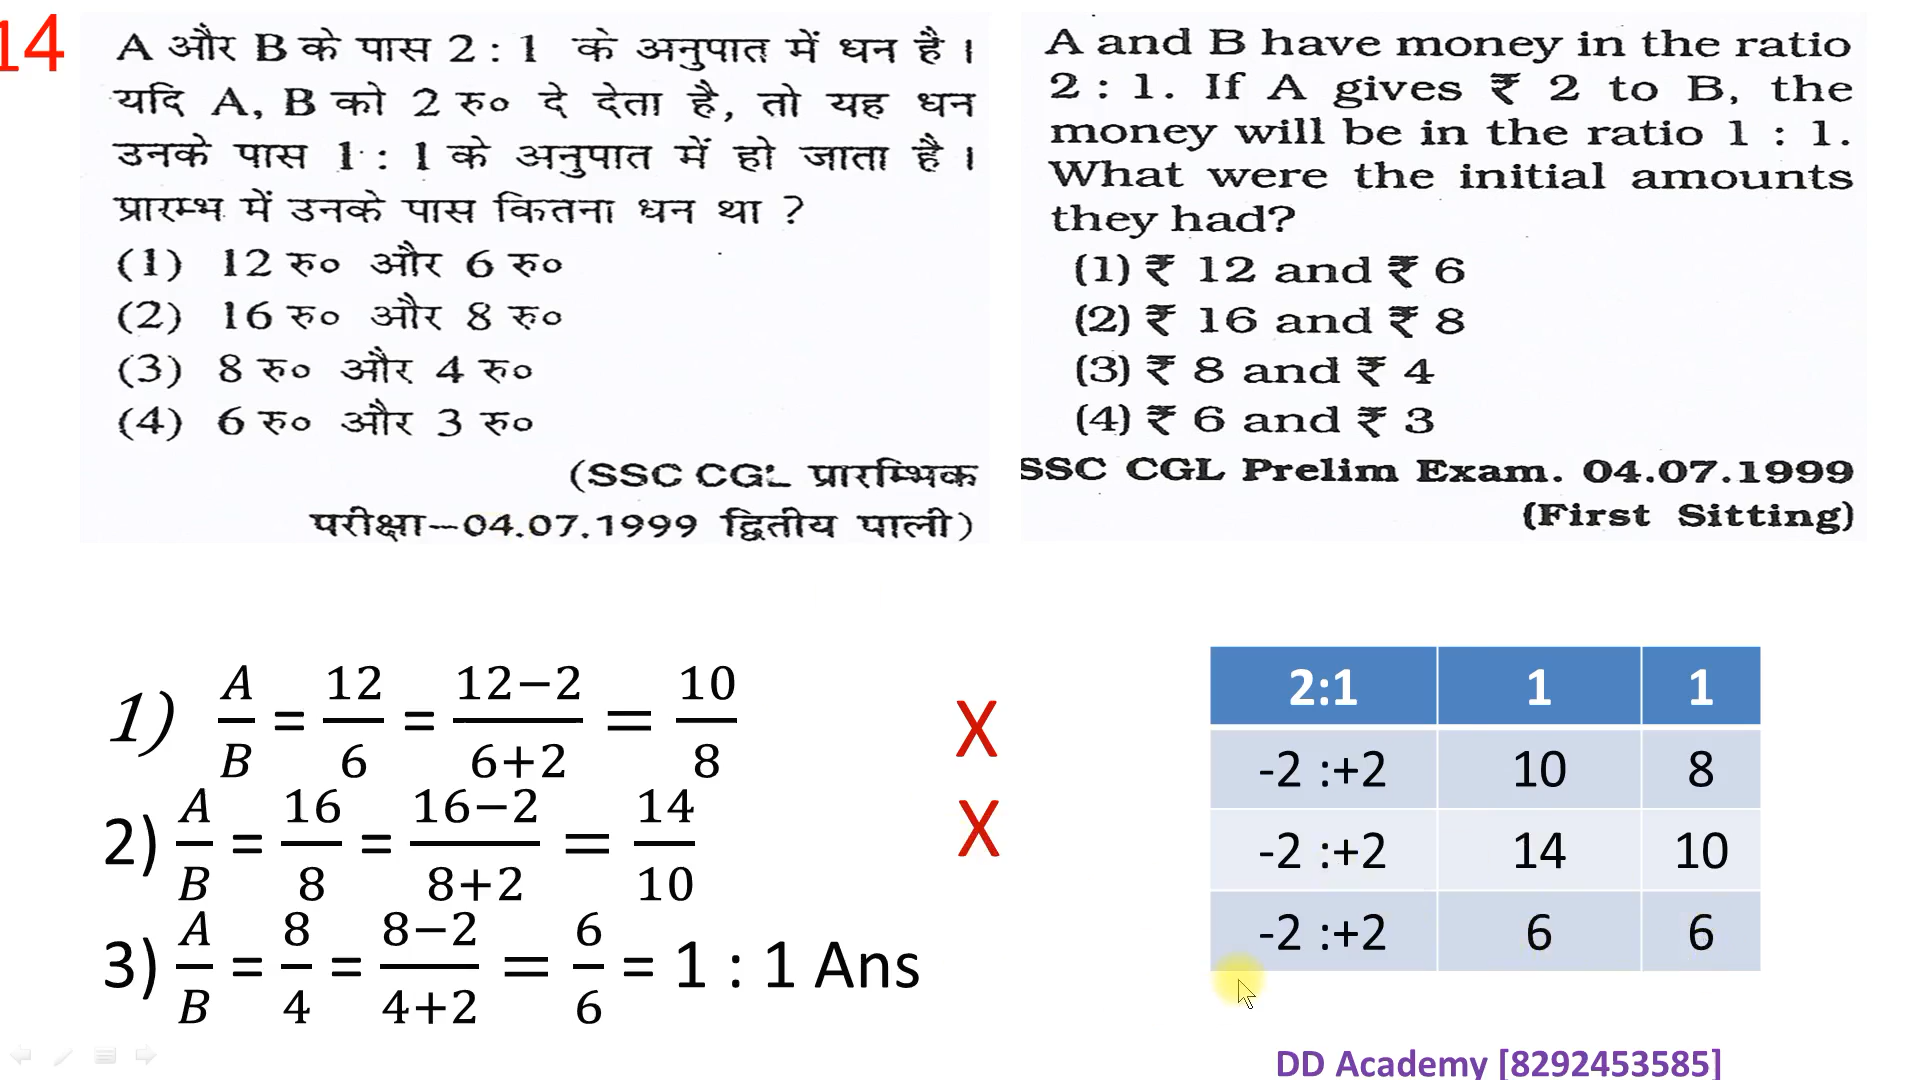 14
A और B के पास 2 : 1 के अनुपात में धन है ।
यदि A, B को 2 रु० दे देता है, तो यह धन
उनके पास 1 : 1 के अनुपात में हो जाता है ।
प्रारम्भ में उनके पास कितना धन था ?
(1) 12 रु० और 6 रु०
(2) 16 रु० और 8 रु०
(3) 8 रु० और 4 रु०
(4) 6 रु० और 3 रु०
(SSC CGL प्रारम्भिक
परीक्षा–04.07.1999 द्वितीय पाली)
A and B have money in the ratio
2 : 1. If A gives ₹ 2 to B, the
money will be in the ratio 1 : 1.
What were the initial amounts
they had?
(1) ₹ 12 and ₹ 6
(2) ₹ 16 and ₹ 8
(3) ₹ 8 and ₹ 4
(4) ₹ 6 and ₹ 3
SSC CGL Prelim Exam. 04.07.1999
(First Sitting)
1) A/B = 12/6 = 12−2/6+2 = 10/8 X
2) A/B = 16/8 = 16−2/8+2 = 14/10 X
3) A/B = 8/4 = 8−2/4+2 = 6/6 = 1 : 1 Ans
2:1 1 1
-2 :+2 10 8
-2 :+2 14 10
-2 :+2 6 6
DD Academy [8292453585]